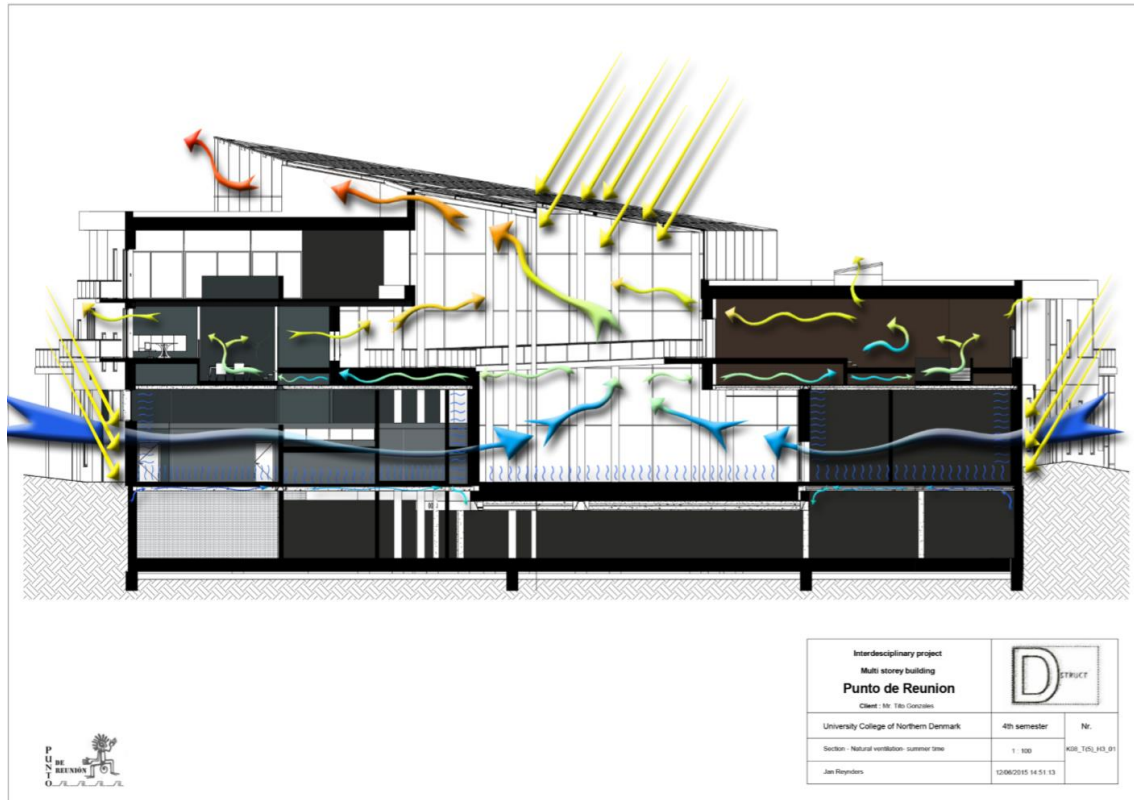 Interdesciplinary project
Multi storey building
Punto de Reunion
Client : Mr. Tito Gonzales
D STRUCT
University College of Northern Denmark
4th semester
Nr.
Section - Natural ventilation- summer time
1 : 100
K08_T(5)_H3_01
Jan Reynders
12/06/2015 14:51:13
PUNTO
DE
REUNIÓN